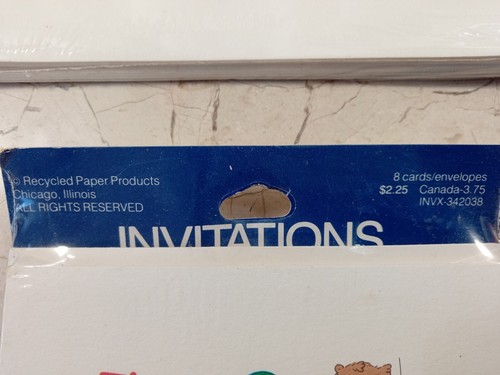 © Recycled Paper Products
Chicago, Illinois
ALL RIGHTS RESERVED
8 cards/envelopes
$2.25 Canada-3.75
INVX-342038
INVITATIONS